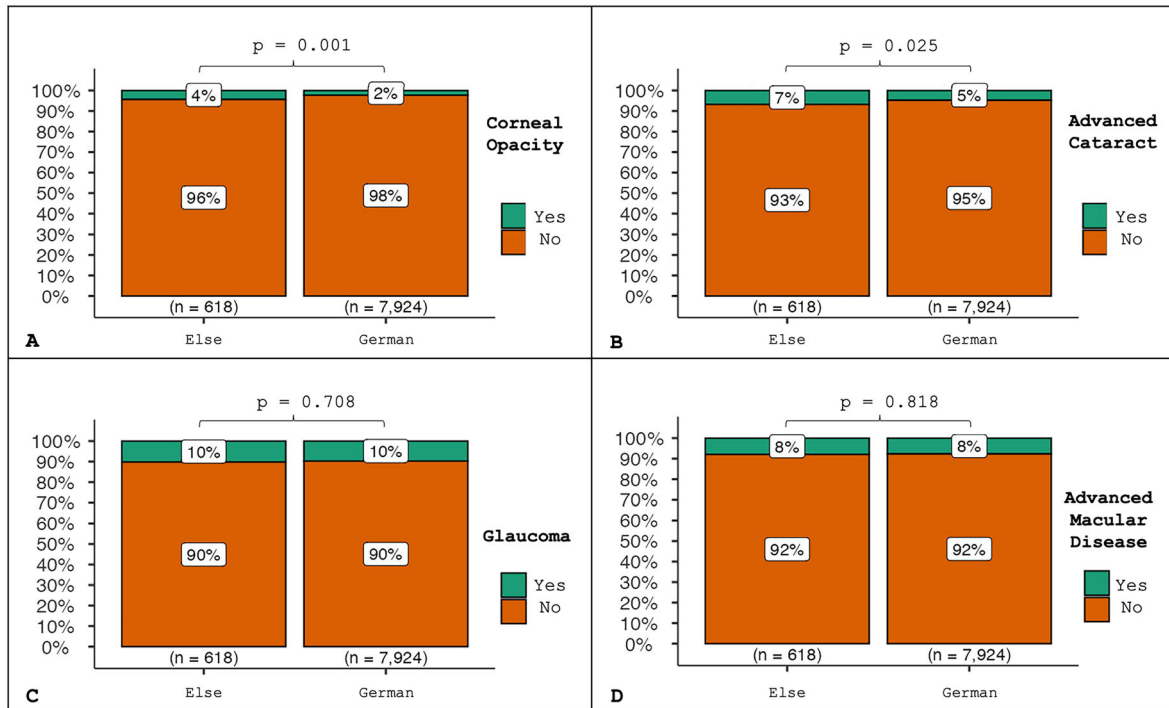 p = 0.001
100%
90%
80%
70%
60%
50%
40%
30%
20%
10%
0%
4%
2%
96%
98%
(n = 618)
(n = 7,924)
Else
German
Corneal
Opacity
Yes
No
A
p = 0.025
100%
90%
80%
70%
60%
50%
40%
30%
20%
10%
0%
7%
5%
93%
95%
(n = 618)
(n = 7,924)
Else
German
Advanced
Cataract
Yes
No
B
p = 0.708
100%
90%
80%
70%
60%
50%
40%
30%
20%
10%
0%
10%
10%
90%
90%
(n = 618)
(n = 7,924)
Else
German
Glaucoma
Yes
No
C
p = 0.818
100%
90%
80%
70%
60%
50%
40%
30%
20%
10%
0%
8%
8%
92%
92%
(n = 618)
(n = 7,924)
Else
German
Advanced
Macular
Disease
Yes
No
D